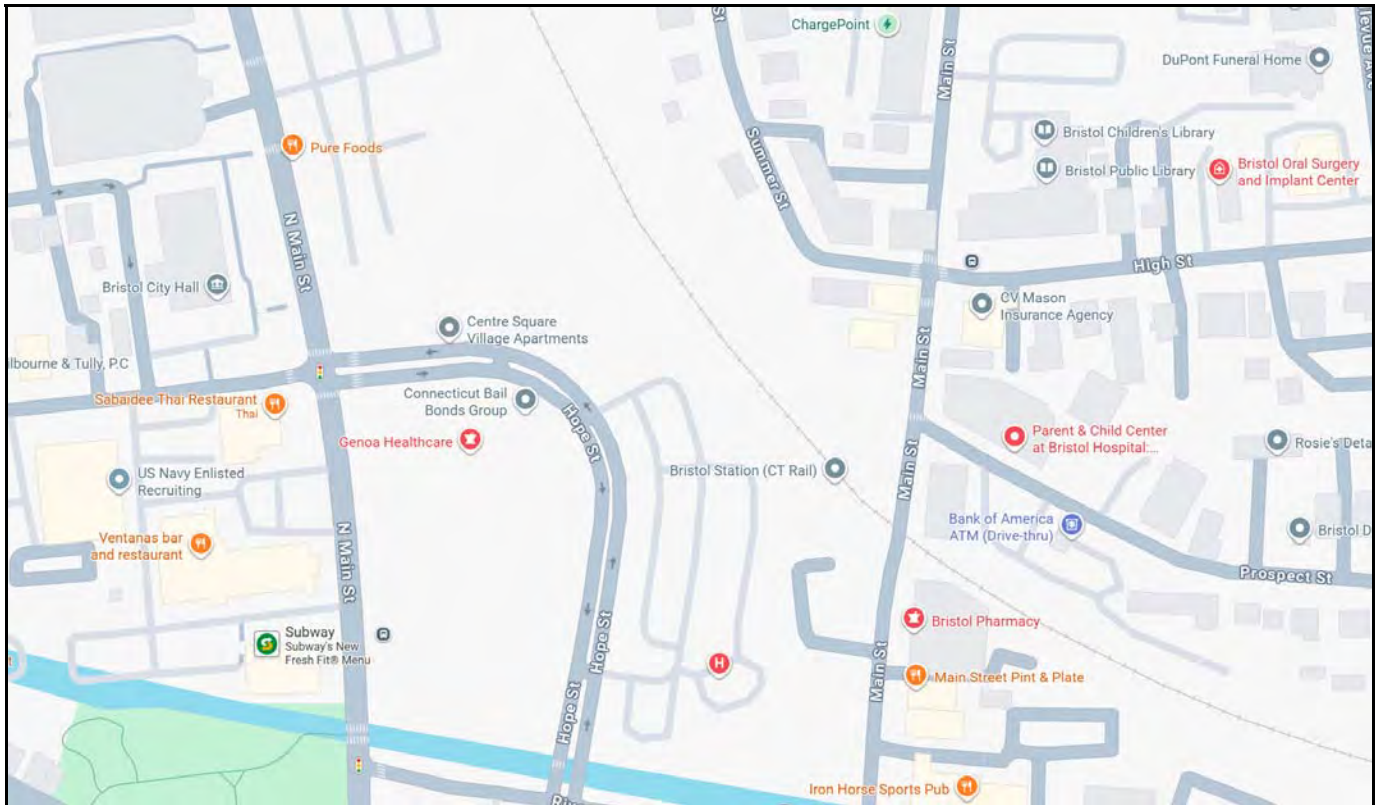 St
ChargePoint
Main St
DuPont Funeral Home
Pure Foods
Summer St
Bristol Children's Library
Bristol Public Library
Bristol Oral Surgery
and Implant Center
N Main St
Bristol City Hall
High St
CV Mason
Insurance Agency
Centre Square
Village Apartments
Main St
ilbourne & Tully, P.C
Sabaidee Thai Restaurant
Thai
Connecticut Bail
Bonds Group
Hope St
Genoa Healthcare
Parent & Child Center
at Bristol Hospital:...
Rosie's Deta
Bristol Station (CT Rail)
Main St
US Navy Enlisted
Recruiting
Bank of America
ATM (Drive-thru)
Bristol D
Ventanas bar
and restaurant
N Main St
Prospect St
Subway
Subway's New
Fresh Fit® Menu
Hope St
Bristol Pharmacy
H
Main St
Main Street Pint & Plate
Hope St
Iron Horse Sports Pub